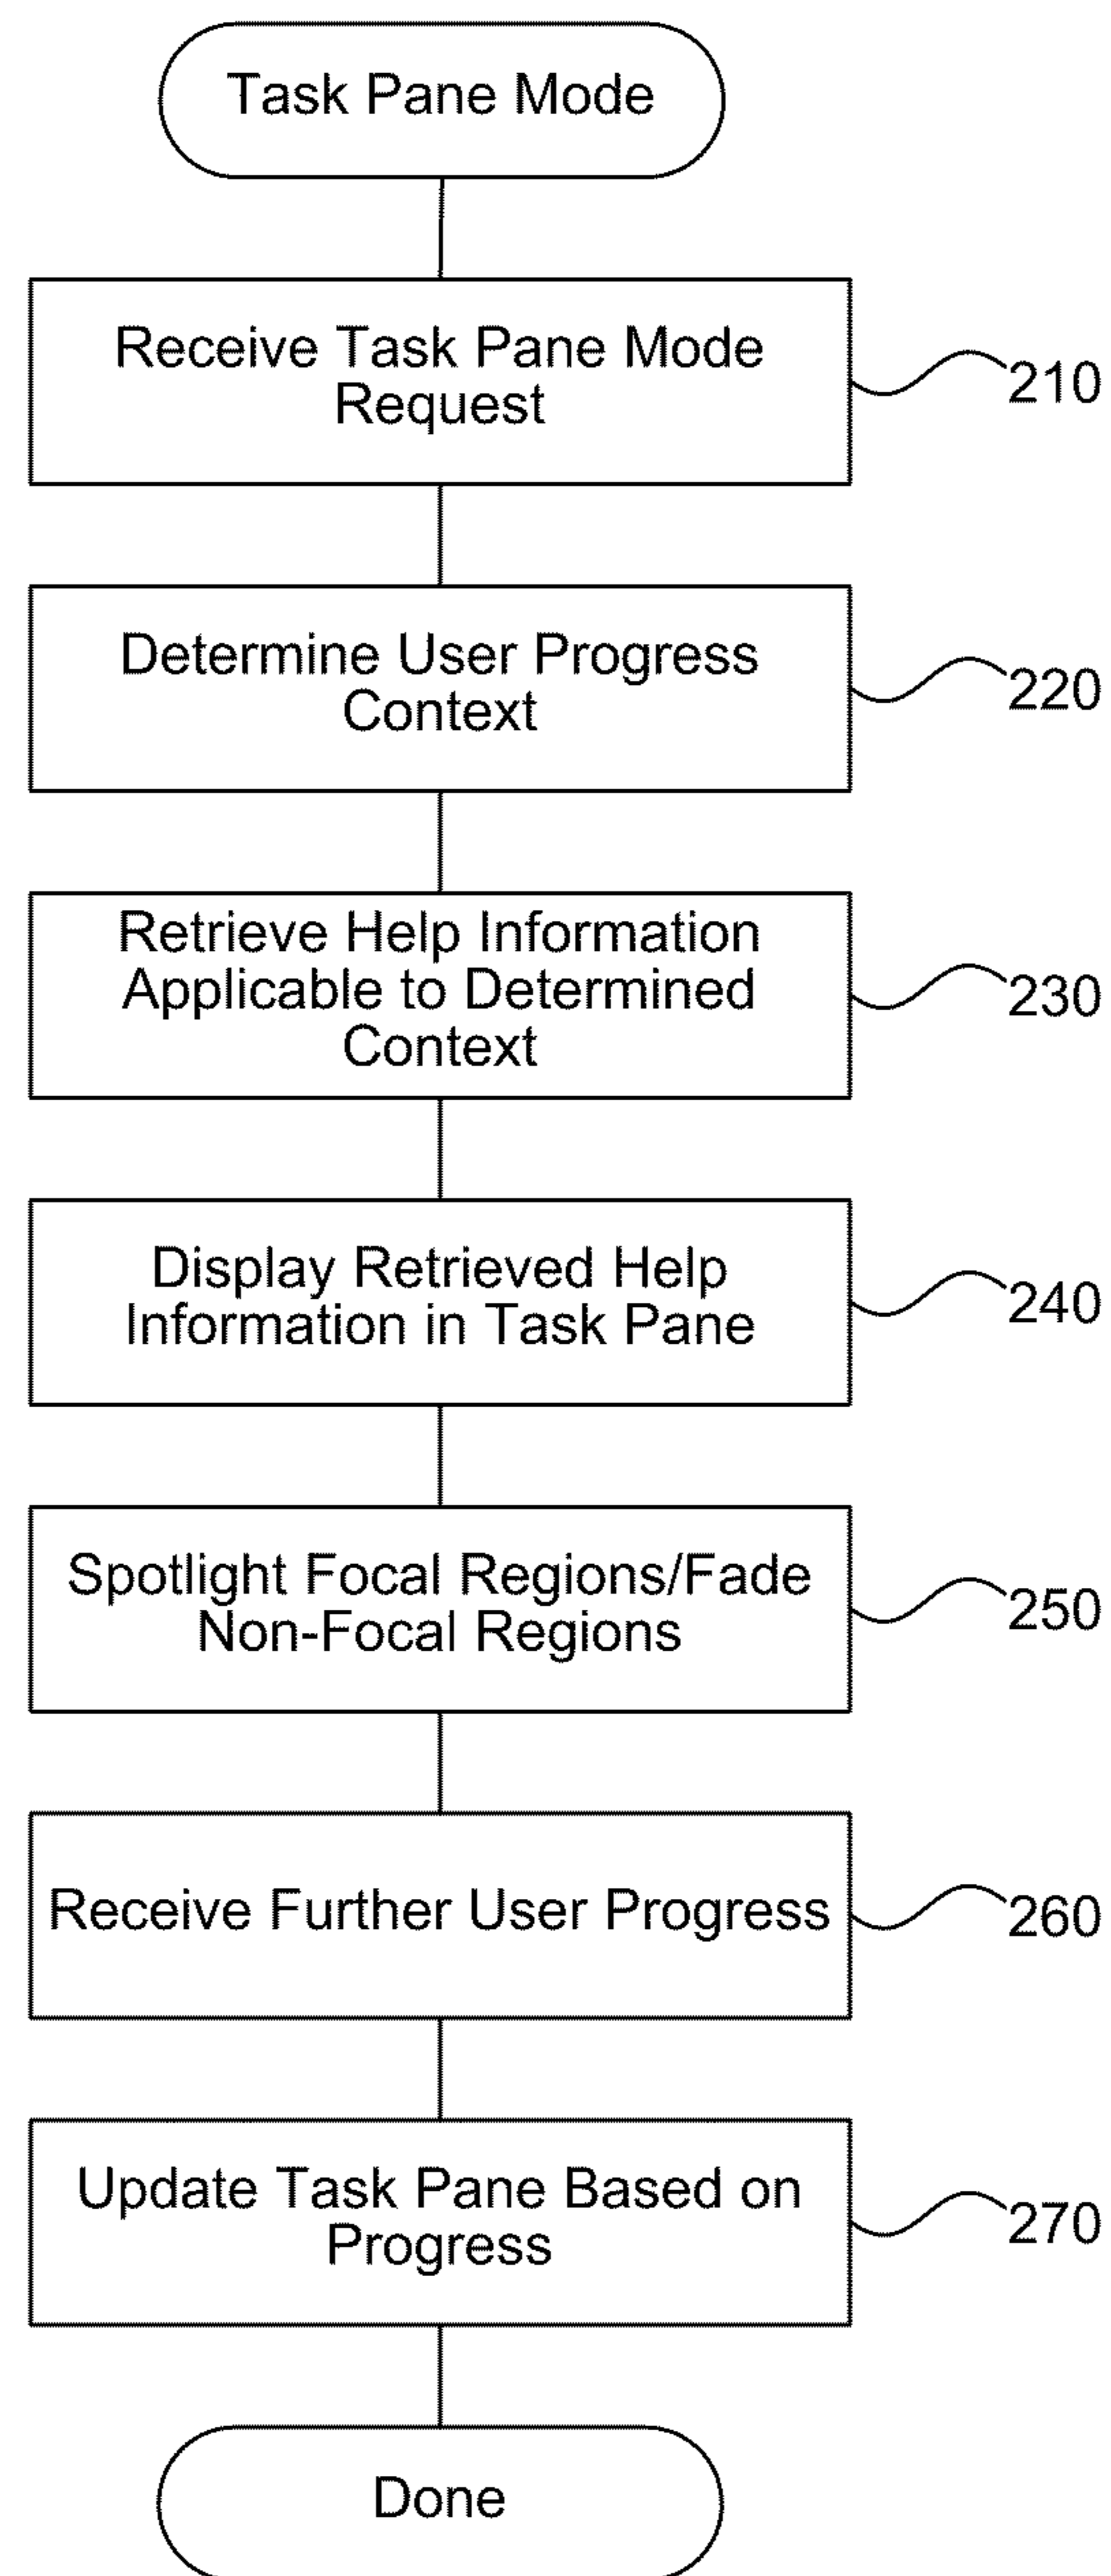 Task Pane Mode
Receive Task Pane Mode
Request
210
Determine User Progress
Context
220
Retrieve Help Information
Applicable to Determined
Context
230
Display Retrieved Help
Information in Task Pane
240
Spotlight Focal Regions/Fade
Non-Focal Regions
250
Receive Further User Progress
260
Update Task Pane Based on
Progress
270
Done